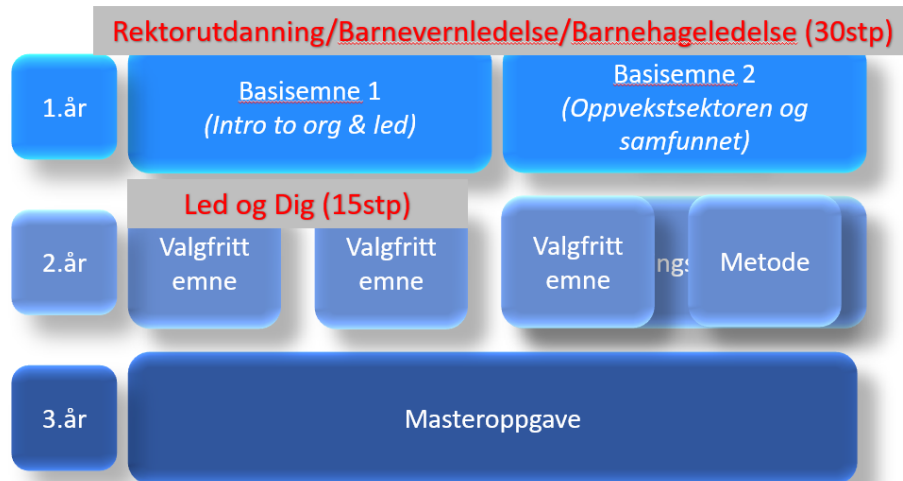 Rektorutdanning/Barnevernledelse/Barnehageledelse (30stp)
1.år
Basisemne 1
(Intro to org & led)
Basisemne 2
(Oppvekstsektoren og
samfunnet)
Led og Dig (15stp)
2.år
Valgfritt
emne
Valgfritt
emne
Valgfritt
emne
Metode
3.år
Masteroppgave